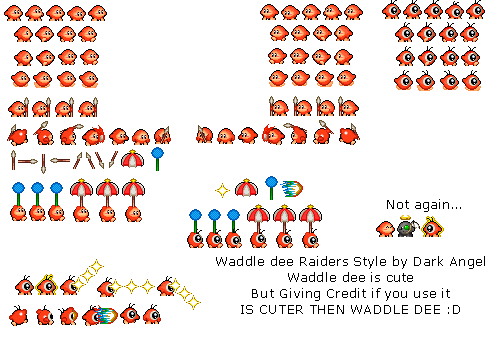 Not again...
Waddle dee Raiders Style by Dark Angel
Waddle dee is cute
But Giving Credit if you use it
IS CUTER THEN WADDLE DEE :D